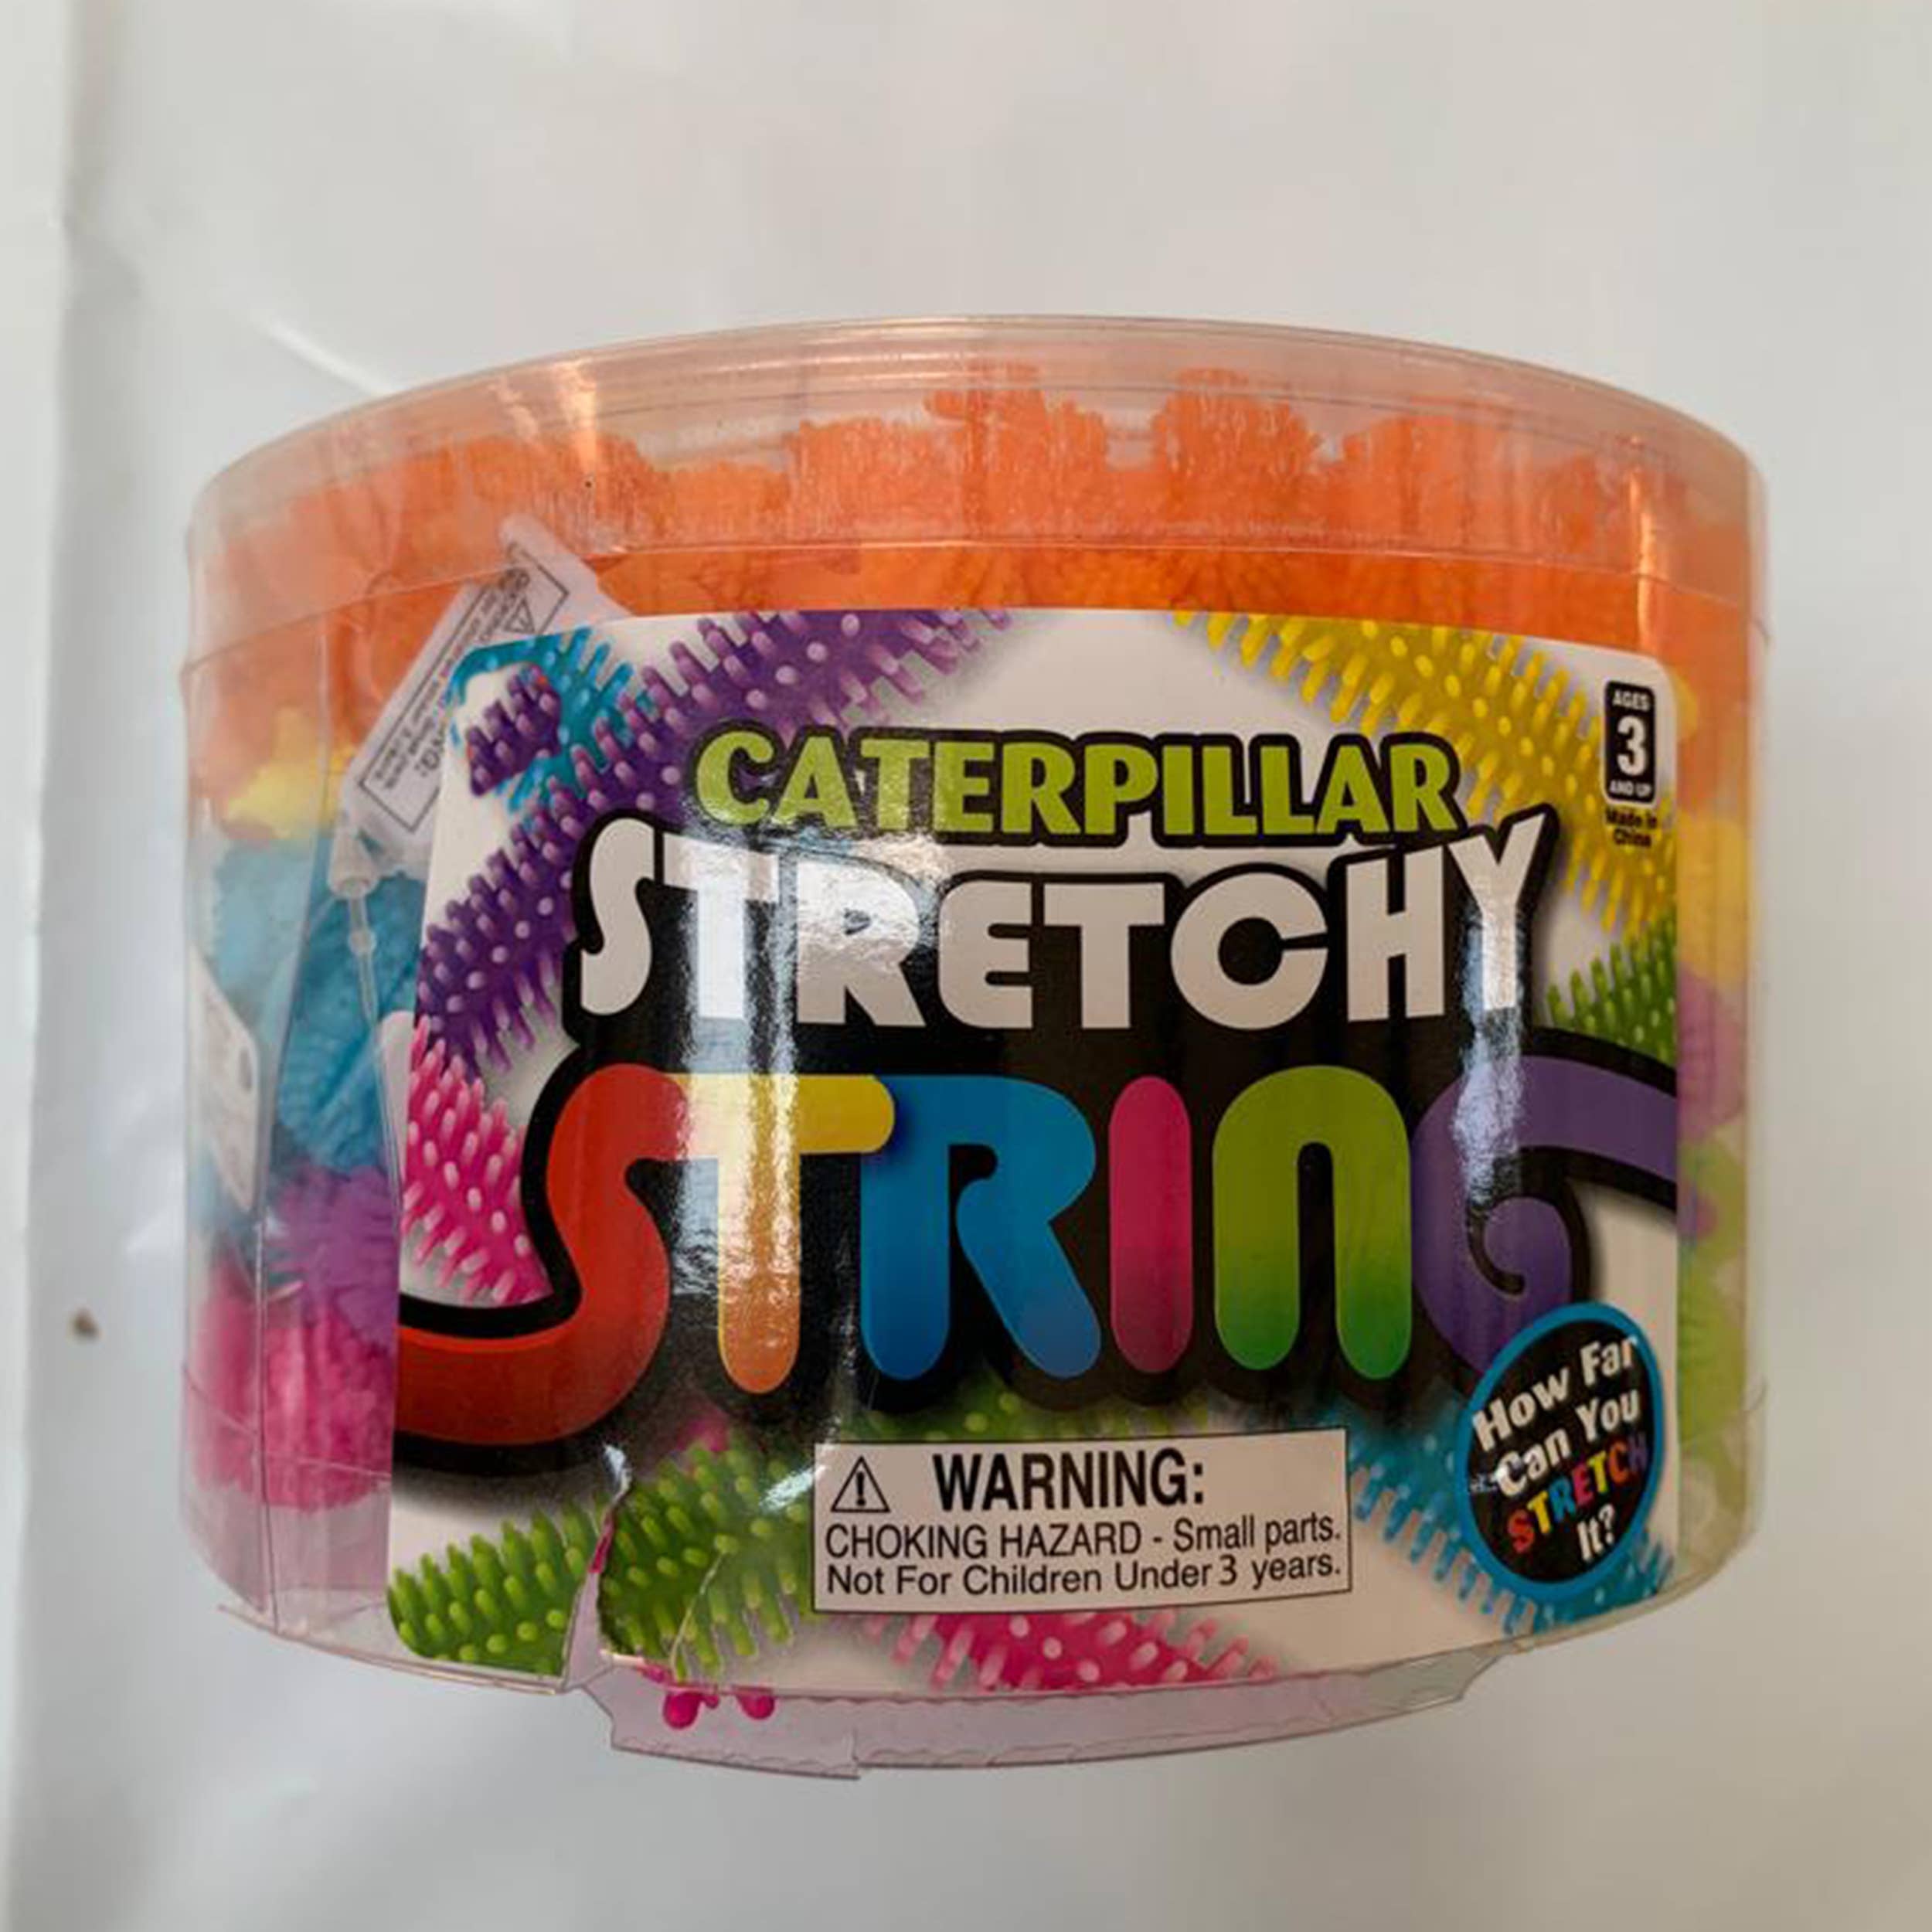 CATERPILLAR
STRETCHY
STRING
AGES
3
AND UP
Made in
China
WARNING:
CHOKING HAZARD - Small parts.
Not For Children Under 3 years.
How Far
Can You
STRETCH
It?